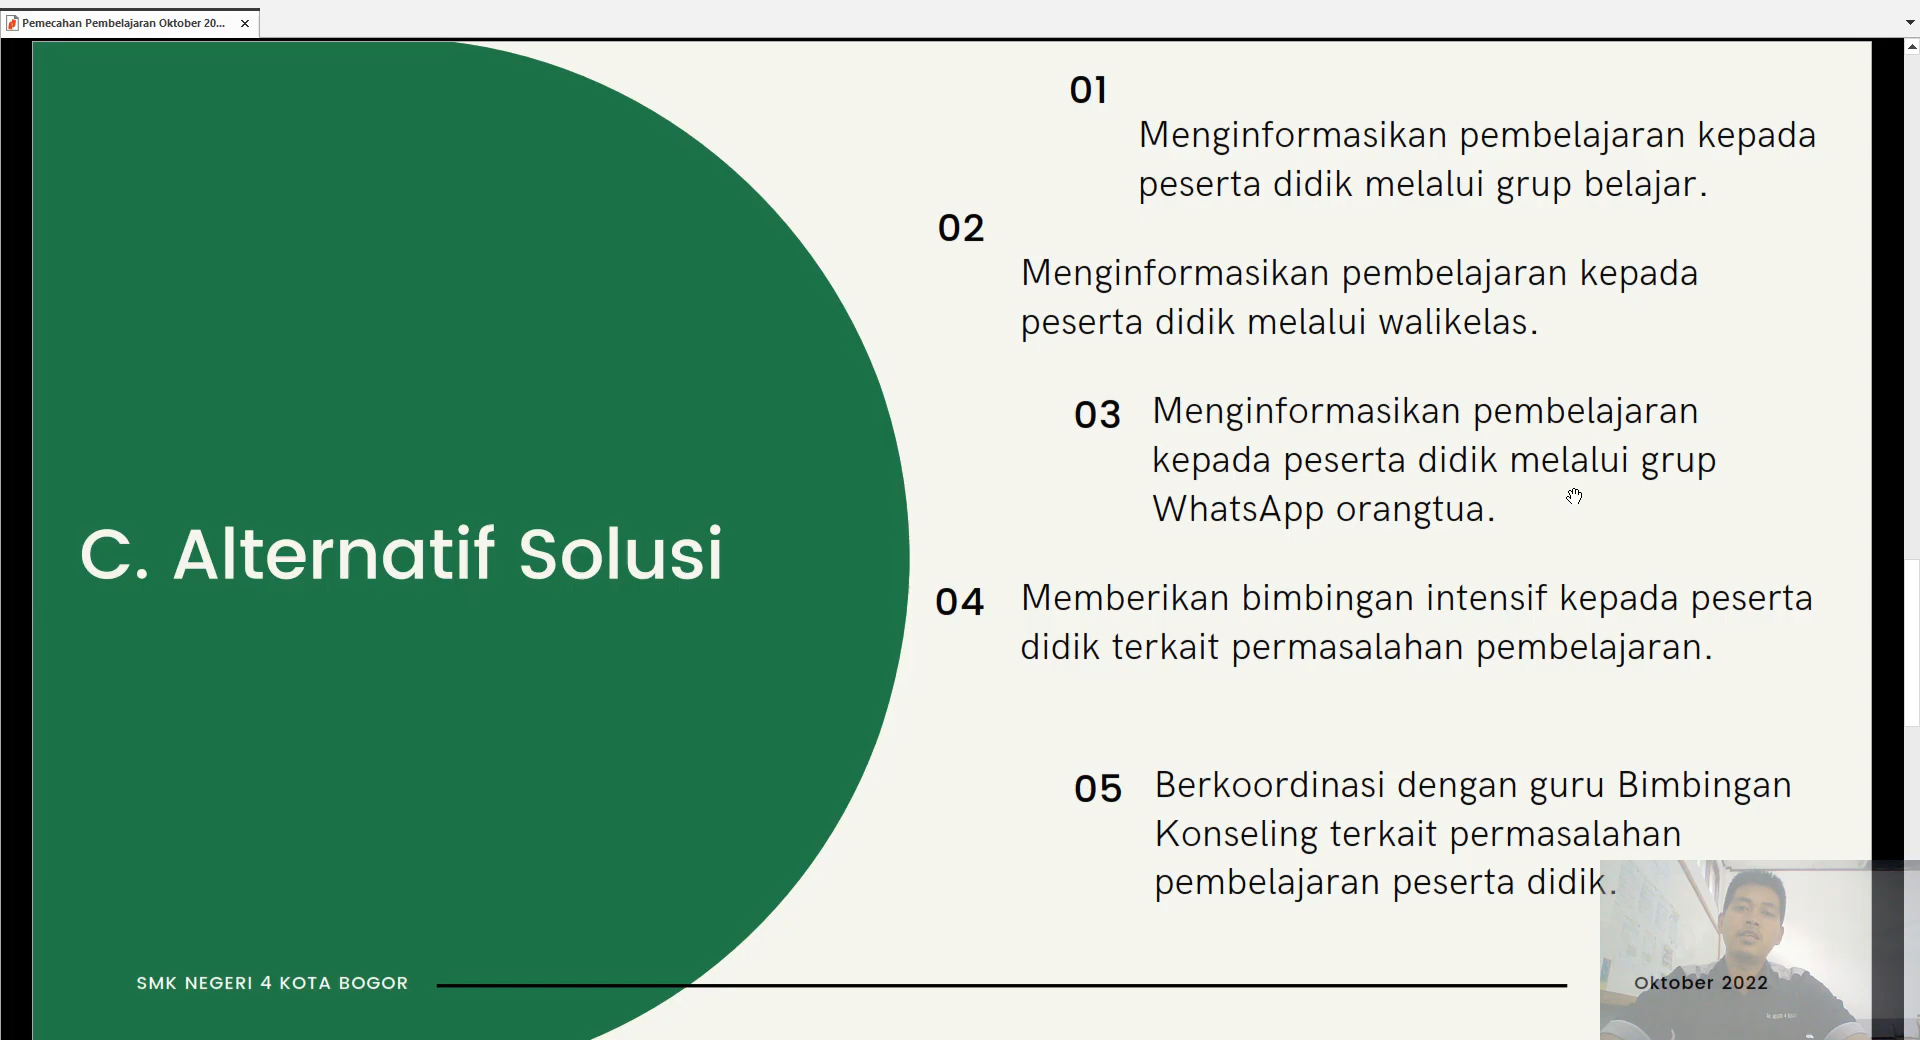 Pemecahan Pembelajaran Oktober 20...
01
Menginformasikan pembelajaran kepada
peserta didik melalui grup belajar.
02
Menginformasikan pembelajaran kepada
peserta didik melalui walikelas.
03
Menginformasikan pembelajaran
kepada peserta didik melalui grup
WhatsApp orangtua.
C. Alternatif Solusi
04
Memberikan bimbingan intensif kepada peserta
didik terkait permasalahan pembelajaran.
05
Berkoordinasi dengan guru Bimbingan
Konseling terkait permasalahan
pembelajaran peserta didik.
SMK NEGERI 4 KOTA BOGOR
Oktober 2022